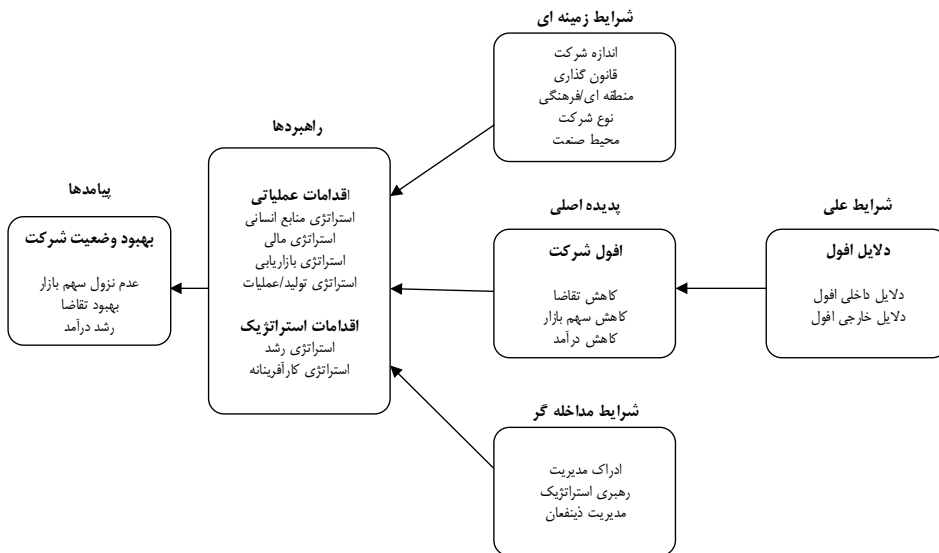 شرایط زمینه ای
اندازه شرکت
قانون گذاری
منطقه ای/فرهنگی
نوع شرکت
محیط صنعت
شرایط علی
دلایل افول
دلایل داخلی افول
دلایل خارجی افول
پدیده اصلی
افول شرکت
کاهش تقاضا
کاهش سهم بازار
کاهش درآمد
شرایط مداخله گر
ادراک مدیریت
رهبری استراتژیک
مدیریت ذینفعان
راهبردها
اقدامات عملیاتی
استراتژی منابع انسانی
استراتژی مالی
استراتژی بازاریابی
استراتژی تولید/عملیات
اقدامات استراتژیک
استراتژی رشد
استراتژی کارآفرینانه
پیامدها
بهبود وضعیت شرکت
عدم نزول سهم بازار
بهبود تقاضا
رشد درآمد